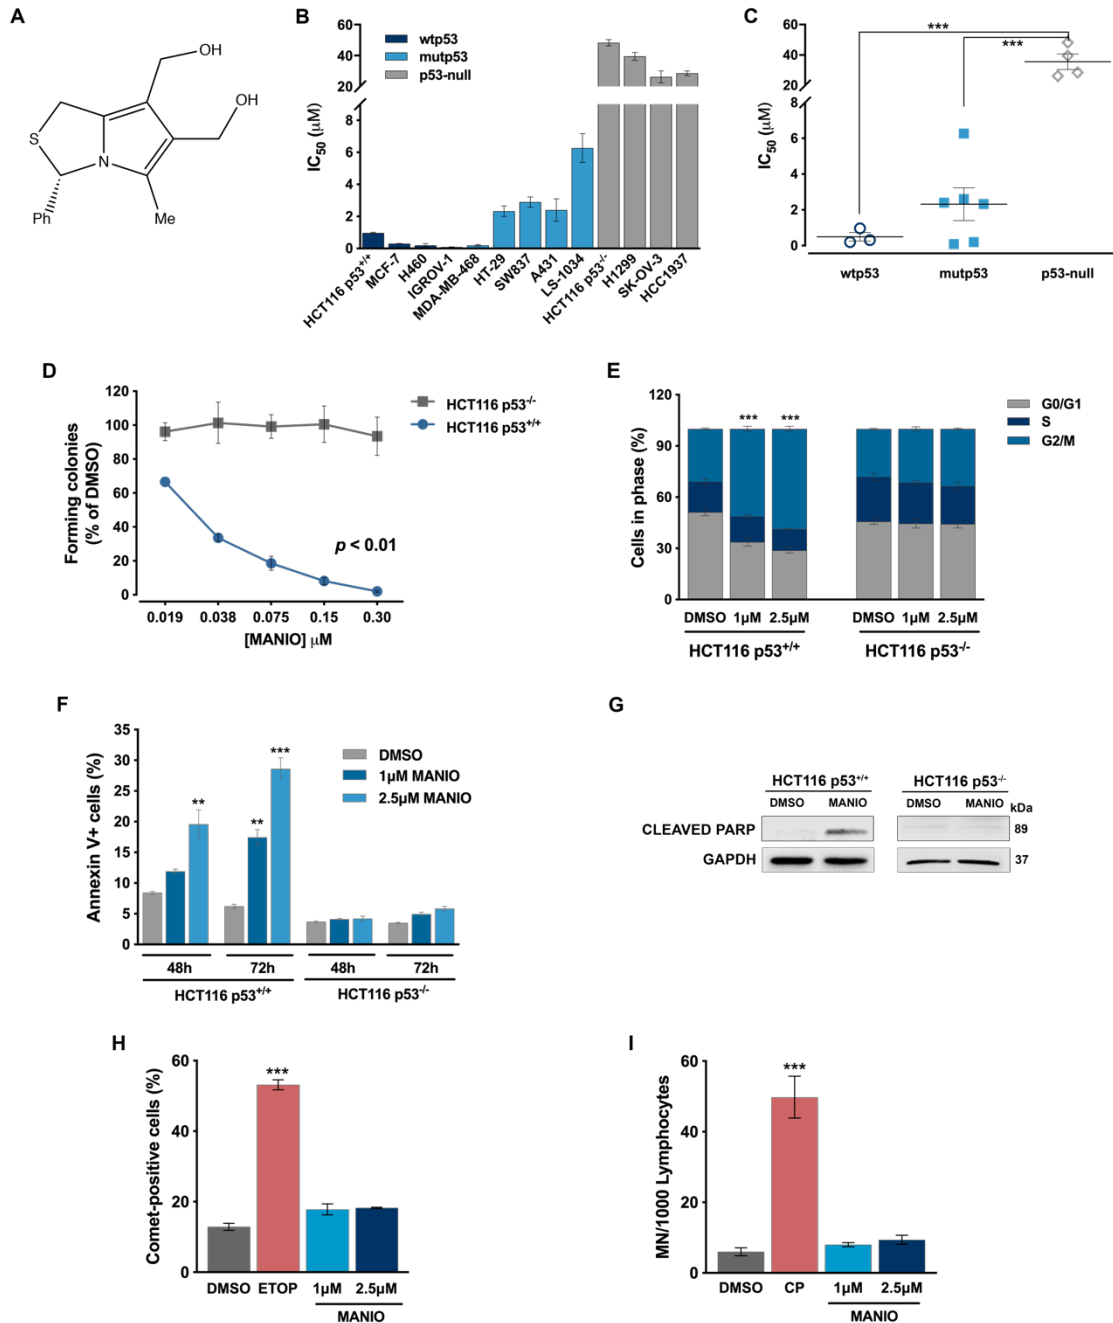 A
OH
OH
S
N
Ph
Me
B
wtp53
mutp53
p53-null
IC50 (μM)
60
40
20
8
6
4
2
0
HCT116 p53+/+
MCF-7
H460
IGROV-1
MDA-MB-468
HT-29
SW837
A431
LS-1034
HCT116 p53-/-
H1299
SK-OV-3
HCC1937
C
***
***
IC50 (μM)
60
40
20
8
6
4
2
0
wtp53 mutp53 p53-null
D
Forming colonies
(% of DMSO)
120
100
80
60
40
20
0
HCT116 p53-/-
HCT116 p53+/+
p < 0.01
0.019 0.038 0.075 0.15 0.30
[MANIO] μM
E
Cells in phase (%)
120
90
60
30
0
*** ***
G0/G1
S
G2/M
DMSO 1μM 2.5μM DMSO 1μM 2.5μM
HCT116 p53+/+ HCT116 p53-/-
F
Annexin V+ cells (%)
35
30
25
20
15
10
5
0
** ** ***
DMSO
1μM MANIO
2.5μM MANIO
48h 72h 48h 72h
HCT116 p53+/+ HCT116 p53-/-
G
HCT116 p53+/+ HCT116 p53-/-
DMSO MANIO DMSO MANIO kDa
CLEAVED PARP 89
GAPDH 37
H
Comet-positive cells (%)
60
40
20
0
***
DMSO ETOP 1μM 2.5μM
MANIO
I
MN/1000 Lymphocytes
60
40
20
0
***
DMSO CP 1μM 2.5μM
MANIO